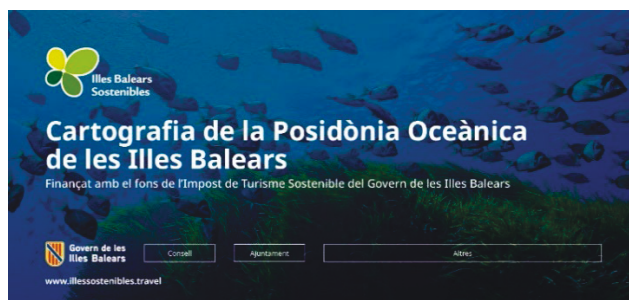 Illes Balears
Sostenibles
Cartografia de la Posidònia Oceànica
de les Illes Balears
Finançat amb el fons de l'Impost de Turisme Sostenible del Govern de les Illes Balears
Govern de les
Illes Balears
Consell
Ajuntament
Altres
www.illessostenibles.travel